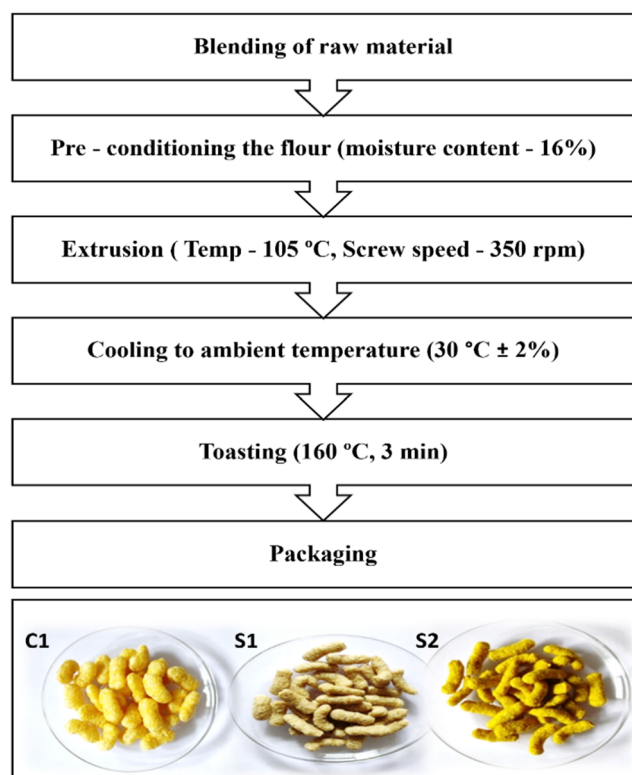 Blending of raw material
Pre - conditioning the flour (moisture content - 16%)
Extrusion ( Temp - 105 ºC, Screw speed - 350 rpm)
Cooling to ambient temperature (30 °C ± 2%)
Toasting (160 ºC, 3 min)
Packaging
C1 S1 S2